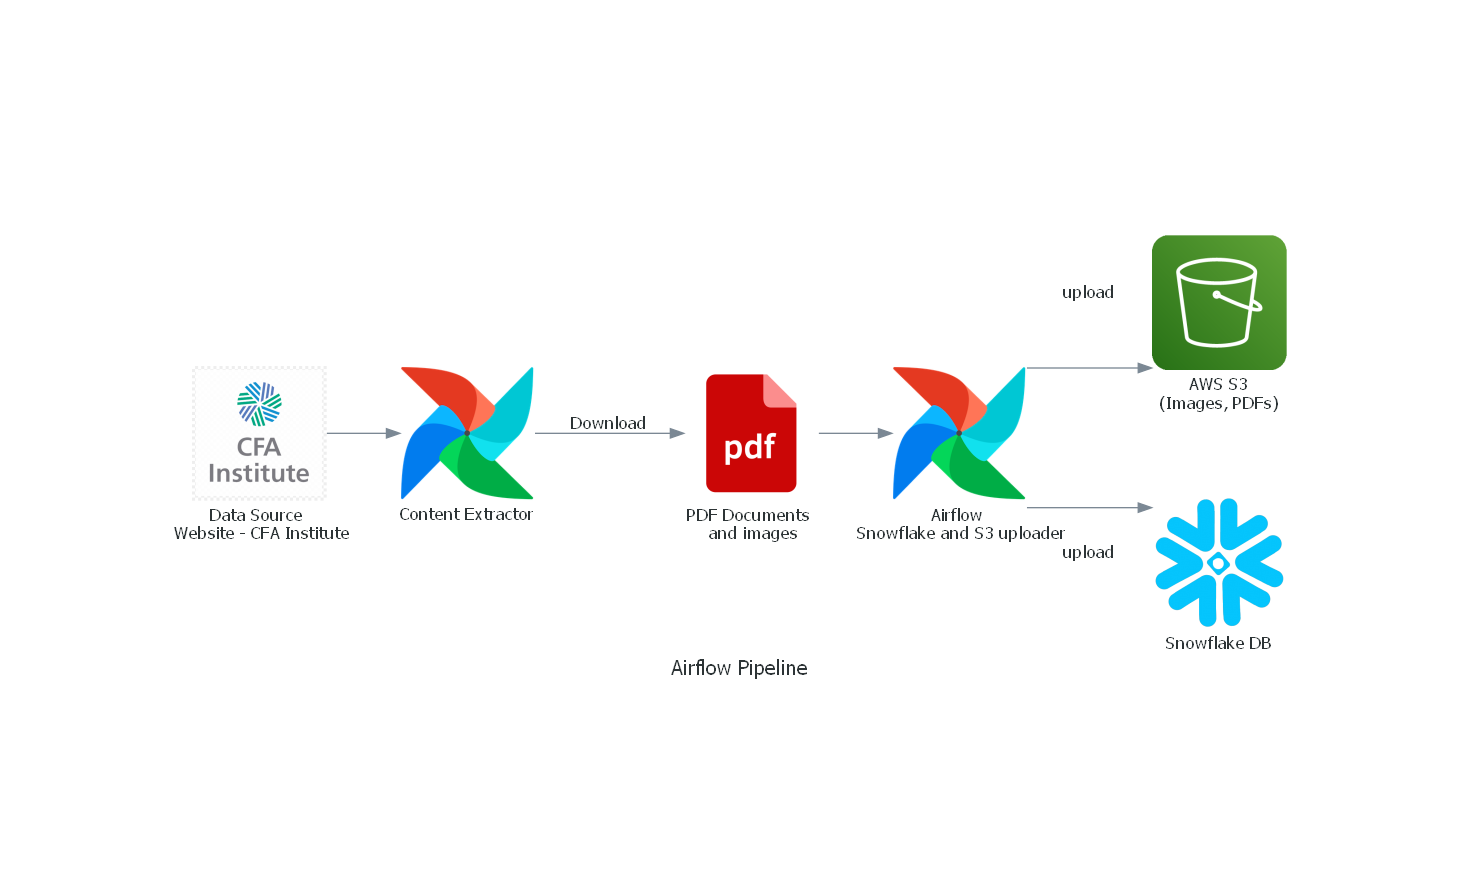 CFA
Institute
Data Source
Website - CFA Institute
Content Extractor
Download
pdf
PDF Documents
and images
Airflow
Snowflake and S3 uploader
upload
AWS S3
(Images, PDFs)
upload
Snowflake DB
Airflow Pipeline